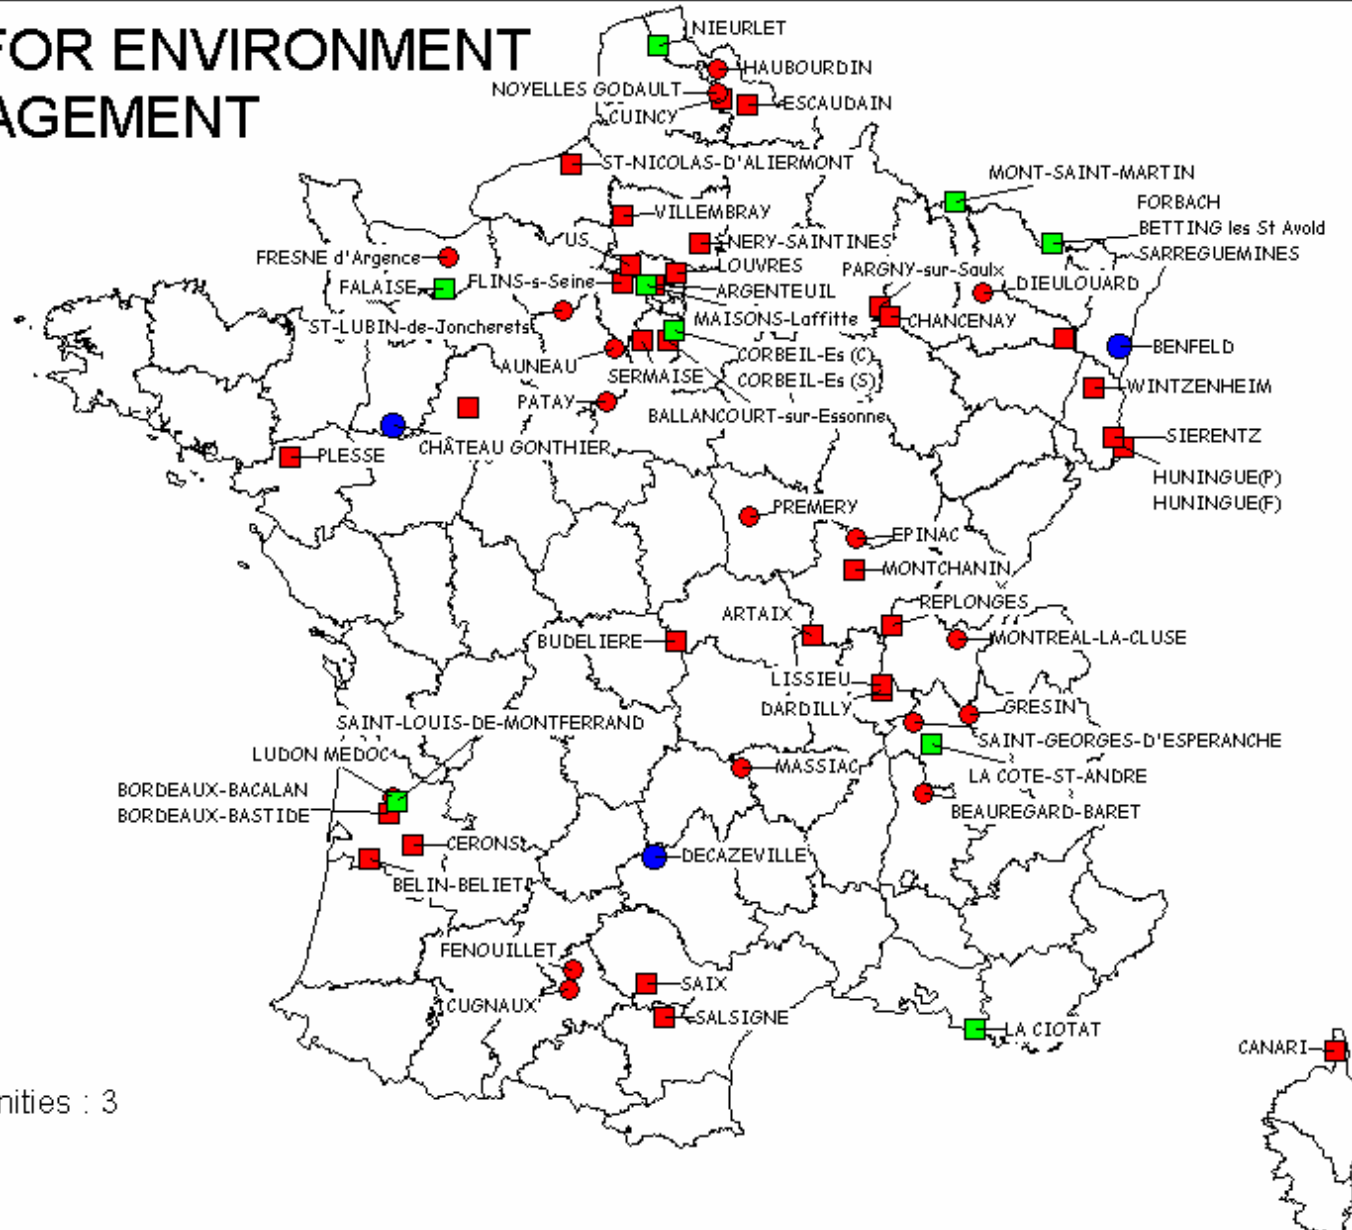 FOR ENVIRONMENT
AGEMENT
NIEURLET
HAUBOURDIN
NOYELLES GODAULT
CUINCY
ESCAUDAIN
ST-NICOLAS-D'ALIERMONT
MONT-SAINT-MARTIN
FORBACH
BETTING les St Avold
SARREGUEMINES
VILLEMBRAY
US
NERY-SAINTINES
FRESNE d'Argence
LOUVRES
PARGNY-sur-Saulx
FALAISE
FLINS-s-Seine
ARGENTEUIL
DIEULOUARD
ST-LUBIN-de-Joncherets
MAISONS-Laffitte
CHANCENAY
BENFELD
CORBEIL-Es (C)
AUNEAU
SERMAISE
CORBEIL-Es (S)
WINTZENHEIM
PATAY
BALLANCOURT-sur-Essonne
SIERENTZ
CHÂTEAU GONTHIER
PLESSE
HUNINGUE(P)
HUNINGUE(F)
PREMERY
EPINAC
MONTCHANIN
REPLONGES
ARTAIX
BUDELIERE
MONTREAL-LA-CLUSE
LISSIEU
DARDILLY
GRESIN
SAINT-LOUIS-DE-MONTFERRAND
SAINT-GEORGES-D'ESPERANCHE
LUDON MEDOC
MASSIAC
LA COTE-ST-ANDRE
BORDEAUX-BACALAN
BORDEAUX-BASTIDE
BEAUREGARD-BARET
CERONS
DECAZEVILLE
BELIN-BELIET
FENOUILLET
SAIX
CUGNAUX
SALSIGNE
LA CIOTAT
CANARI
nities : 3